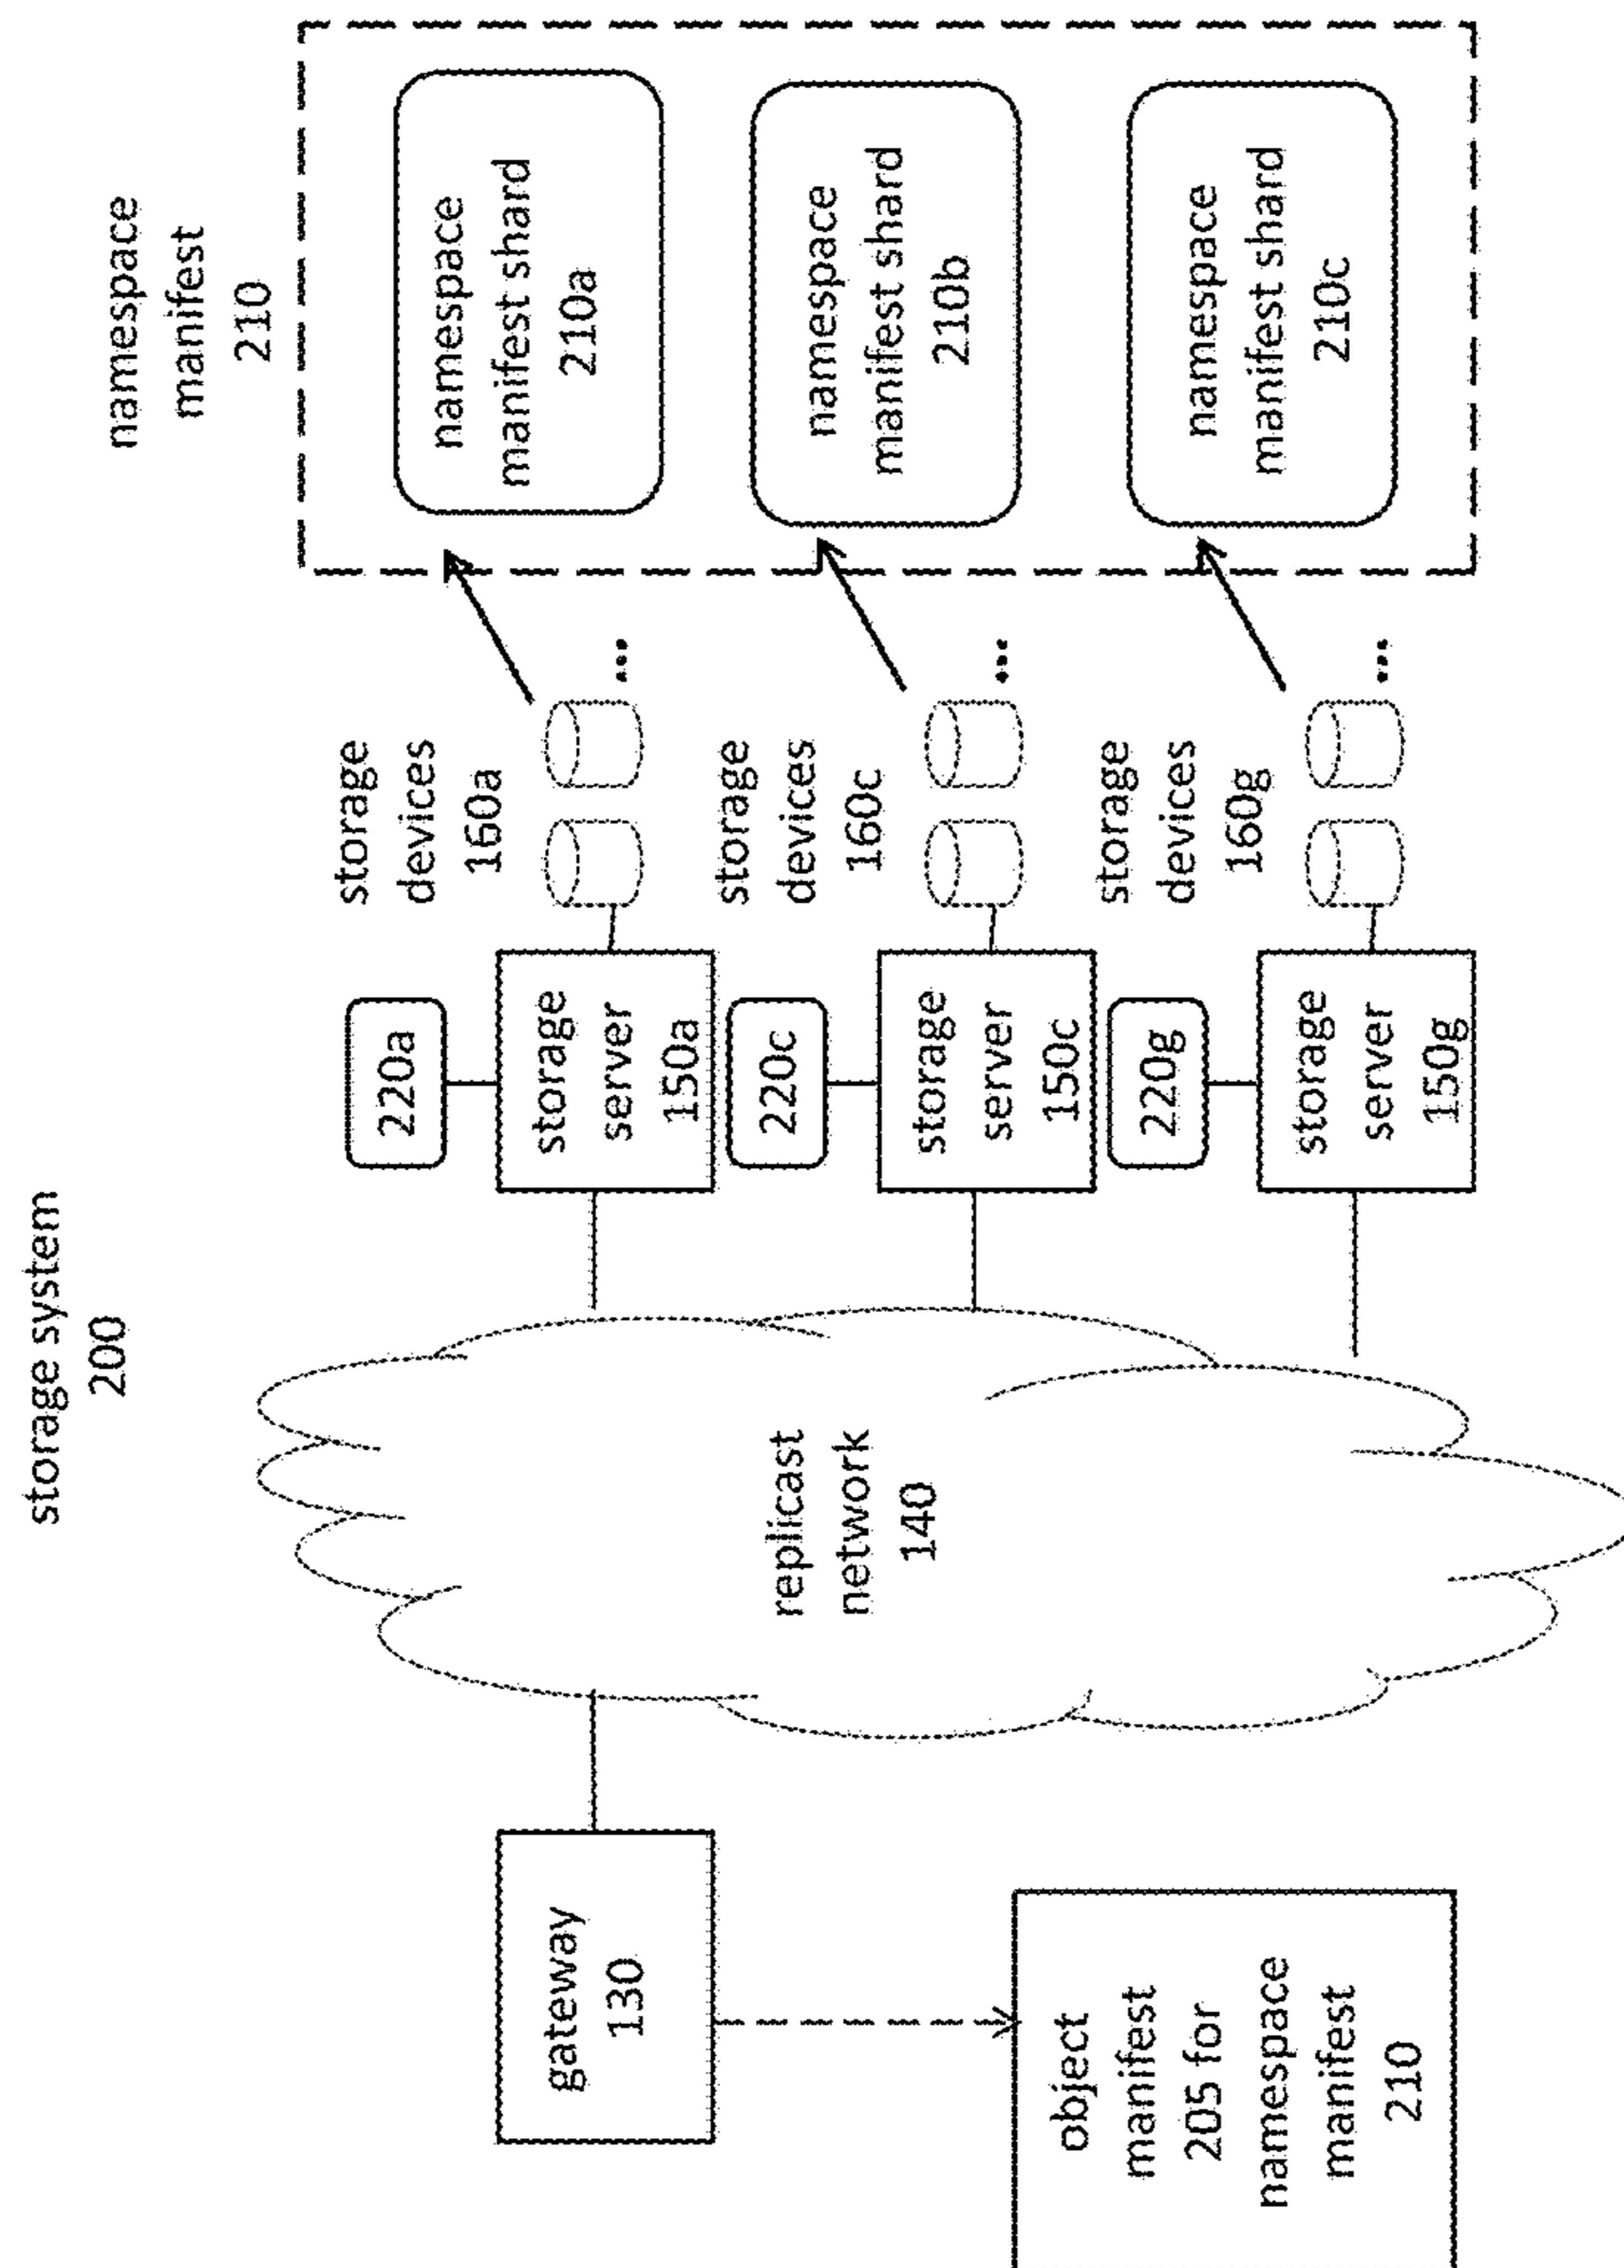 storage system
200
gateway
130
object
manifest
205 for
namespace
manifest
210
replicast
network
140
220a
storage
server
150a
220c
storage
server
150c
220g
storage
server
150g
storage
devices
160a
...
storage
devices
160c
...
storage
devices
160g
...
namespace
manifest
210
namespace
manifest shard
210a
namespace
manifest shard
210b
namespace
manifest shard
210c